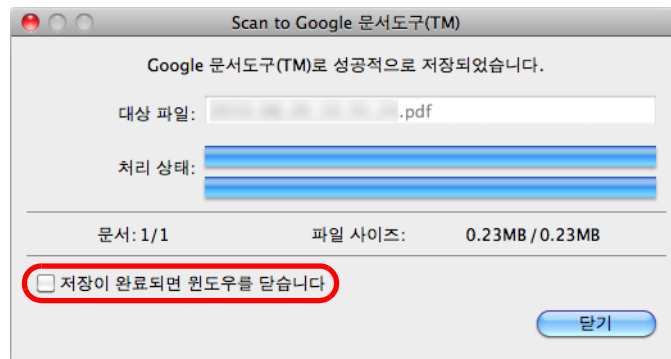 Scan to Google 문서도구(TM)
Google 문서도구(TM)로 성공적으로 저장되었습니다.
대상 파일: .pdf
처리 상태:
문서: 1/1 파일 사이즈: 0.23MB / 0.23MB
저장이 완료되면 윈도우를 닫습니다
닫기